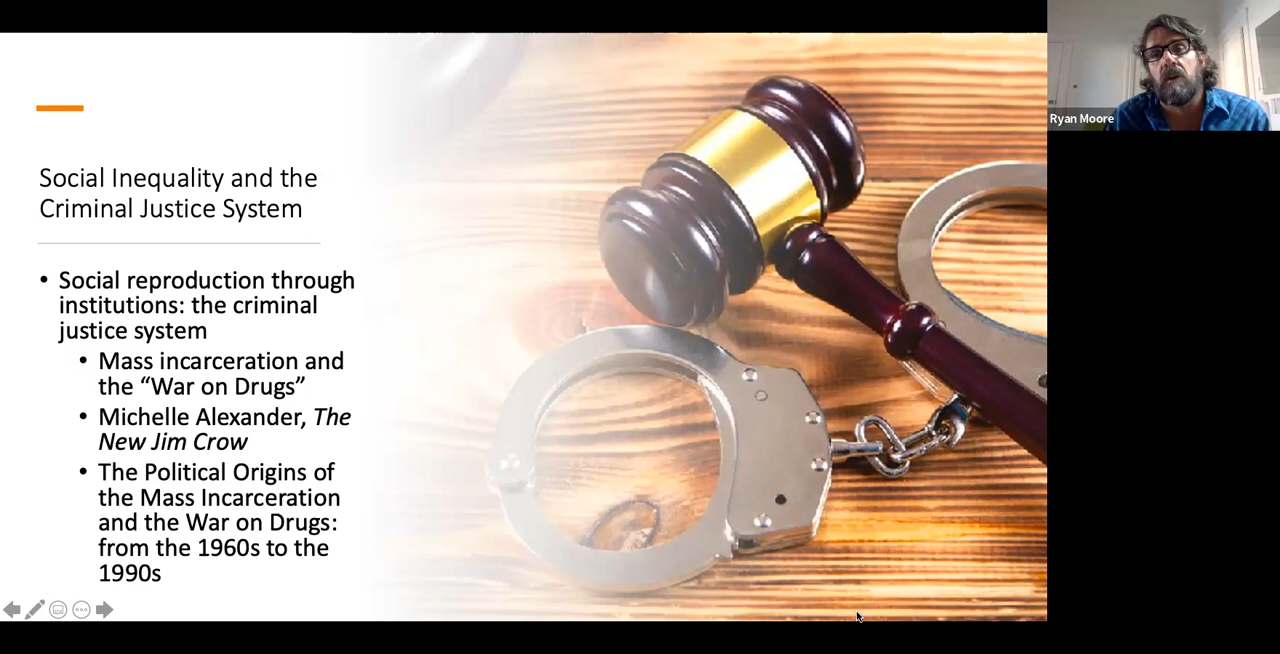 Social Inequality and the
Criminal Justice System
• Social reproduction through
institutions: the criminal
justice system
• Mass incarceration and
the “War on Drugs”
• Michelle Alexander, The
New Jim Crow
• The Political Origins of
the Mass Incarceration
and the War on Drugs:
from the 1960s to the
1990s
Ryan Moore